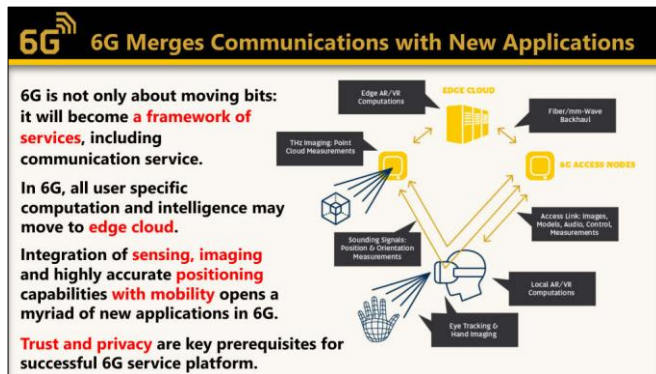 6G
6G Merges Communications with New Applications
6G is not only about moving bits:
it will become a framework of
services, including
communication service.
In 6G, all user specific
computation and intelligence may
move to edge cloud.
Integration of sensing, imaging
and highly accurate positioning
capabilities with mobility opens a
myriad of new applications in 6G.
Trust and privacy are key prerequisites for
successful 6G service platform.
Edge AR/VR
Computations
EDGE CLOUD
Fiber/mm-Wave
Backhaul
THz Imaging: Point
Cloud Measurements
6G ACCESS NODES
Access Link: Images,
Models, Audio, Control,
Measurements
Sounding Signals:
Position & Orientation
Measurements
Local AR/VR
Computations
Eye Tracking &
Hand Imaging